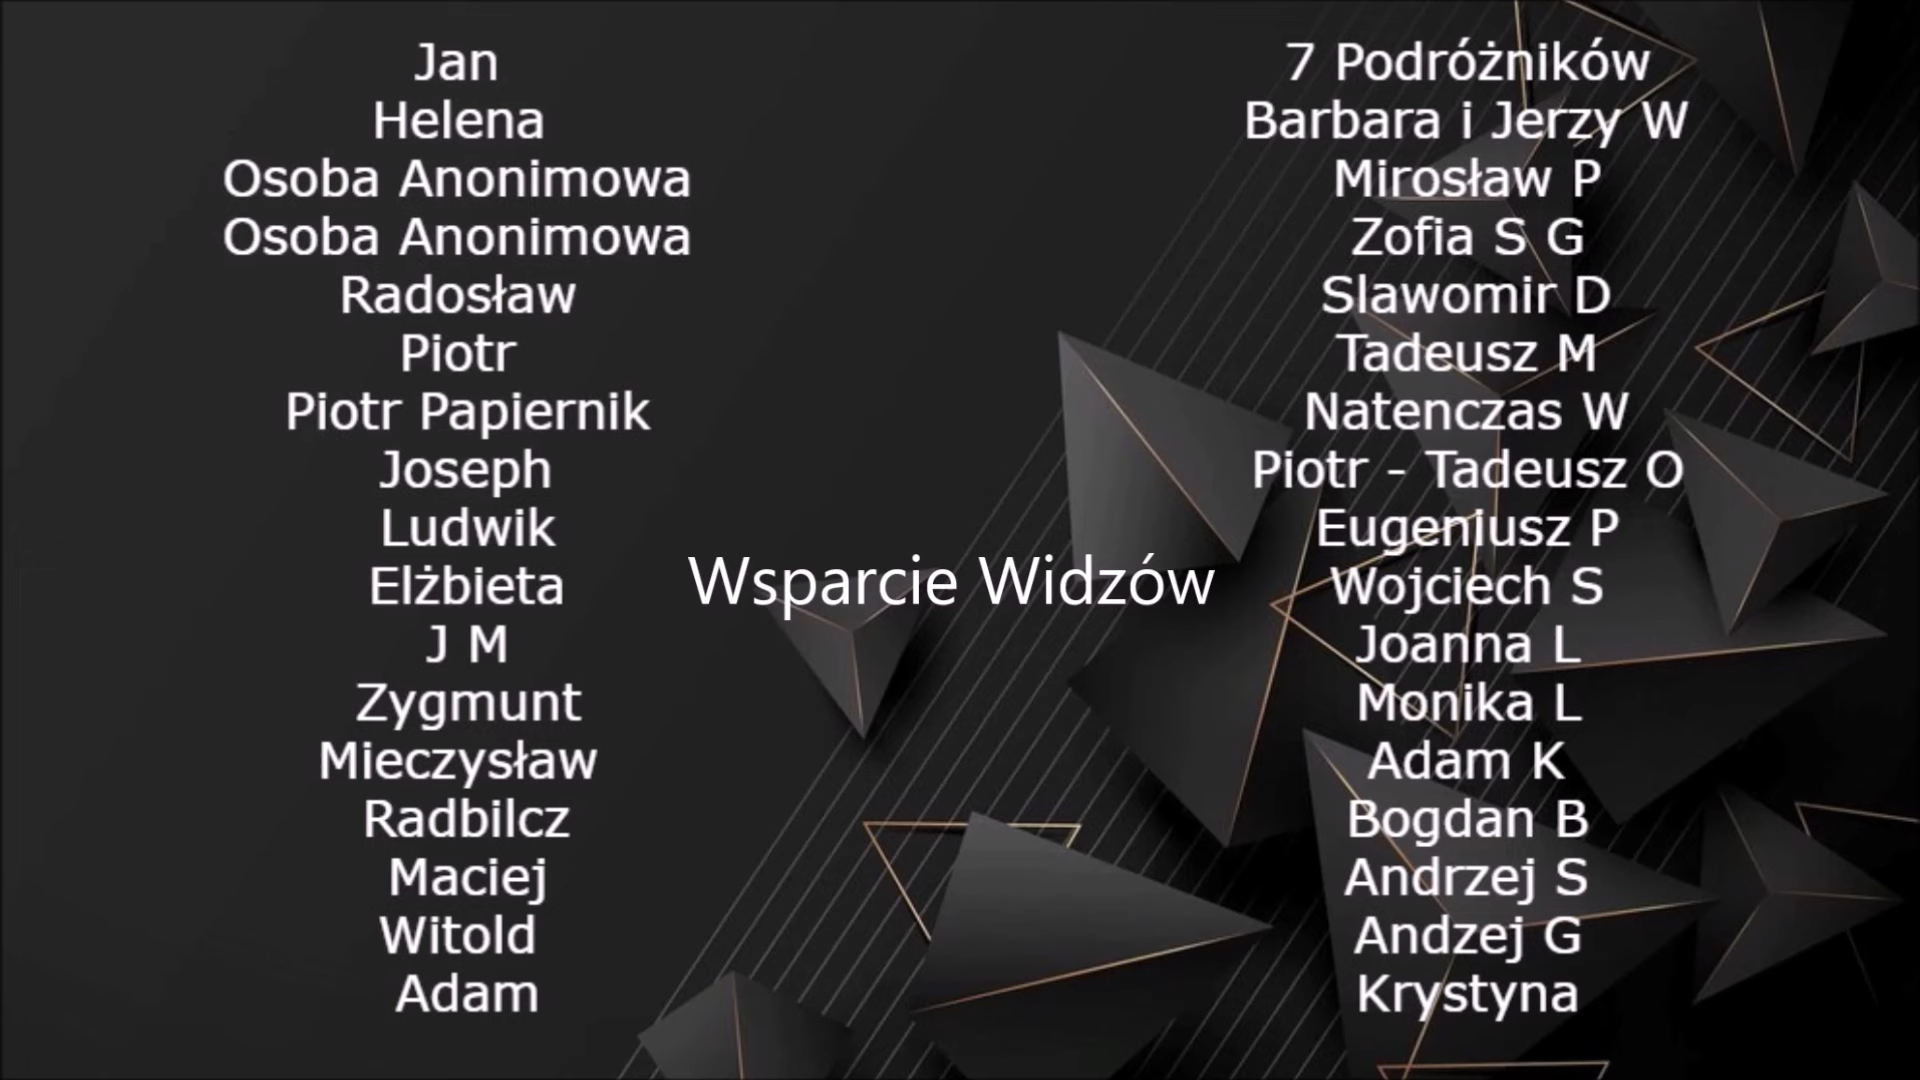 Jan
Helena
Osoba Anonimowa
Osoba Anonimowa
Radosław
Piotr
Piotr Papiernik
Joseph
Ludwik
Elżbieta
J M
Zygmunt
Mieczysław
Radbilcz
Maciej
Witold
Adam
Wsparcie Widzów
7 Podróżników
Barbara i Jerzy W
Mirosław P
Zofia S G
Slawomir D
Tadeusz M
Natenczas W
Piotr - Tadeusz O
Eugeniusz P
Wojciech S
Joanna L
Monika L
Adam K
Bogdan B
Andrzej S
Andzej G
Krystyna